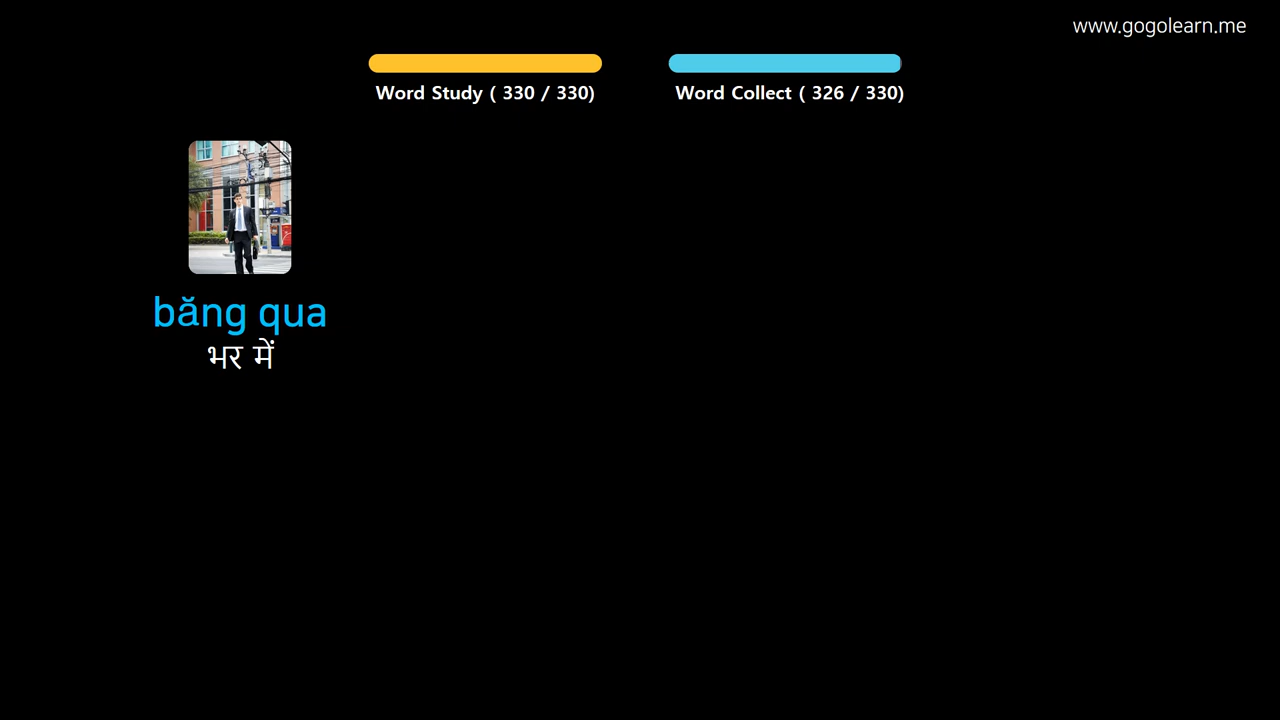 www.gogolearn.me
Word Study ( 330 / 330)
Word Collect ( 326 / 330)
băng qua
भर में